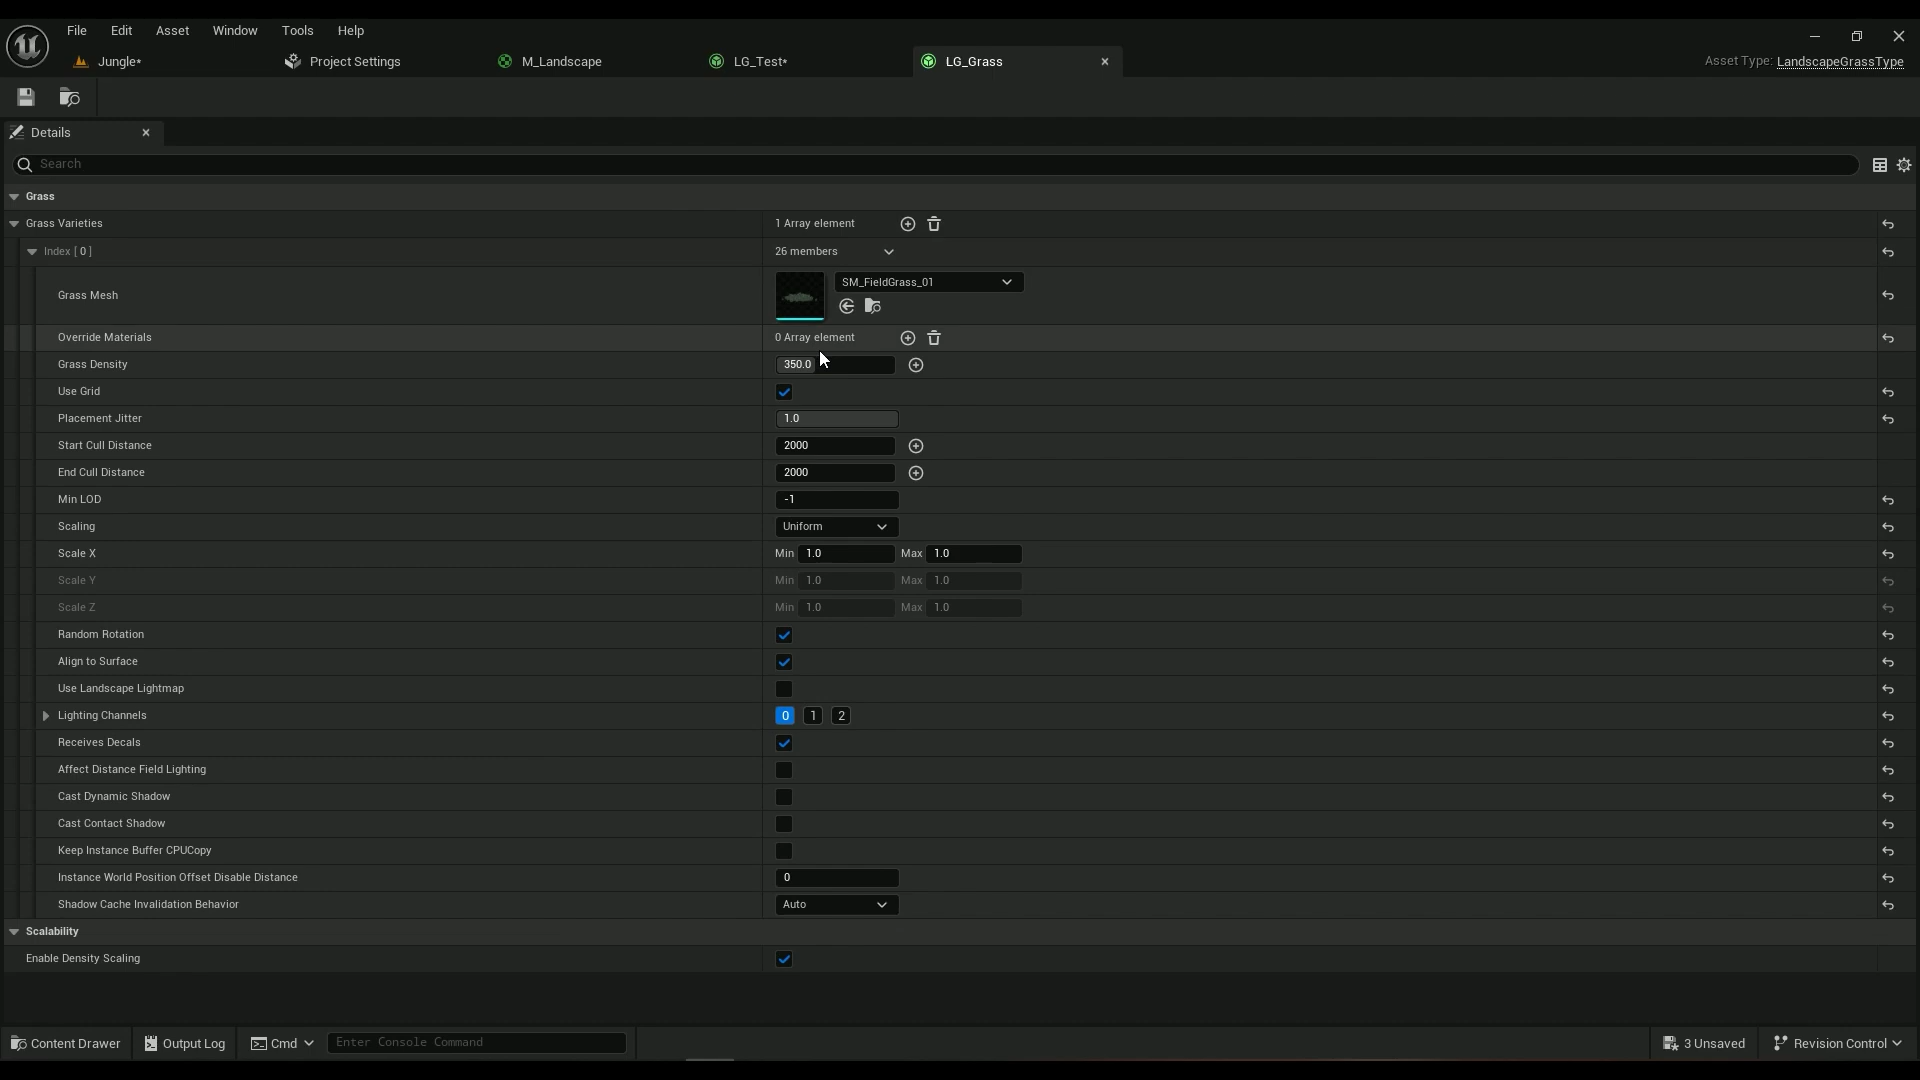 File Edit Asset Window Tools Help
Jungle* Project Settings M_Landscape LG_Test* LG_Grass Asset Type: LandscapeGrassType
Details
Search
Grass
Grass Varieties 1 Array element
Index [ 0 ] 26 members
Grass Mesh SM_FieldGrass_01
Override Materials 0 Array element
Grass Density 350.0
Use Grid
Placement Jitter 1.0
Start Cull Distance 2000
End Cull Distance 2000
Min LOD -1
Scaling Uniform
Scale X Min 1.0 Max 1.0
Scale Y Min 1.0 Max 1.0
Scale Z Min 1.0 Max 1.0
Random Rotation
Align to Surface
Use Landscape Lightmap
Lighting Channels 0 1 2
Receives Decals
Affect Distance Field Lighting
Cast Dynamic Shadow
Cast Contact Shadow
Keep Instance Buffer CPUCopy
Instance World Position Offset Disable Distance 0
Shadow Cache Invalidation Behavior Auto
Scalability
Enable Density Scaling
Content Drawer Output Log Cmd Enter Console Command 3 Unsaved Revision Control